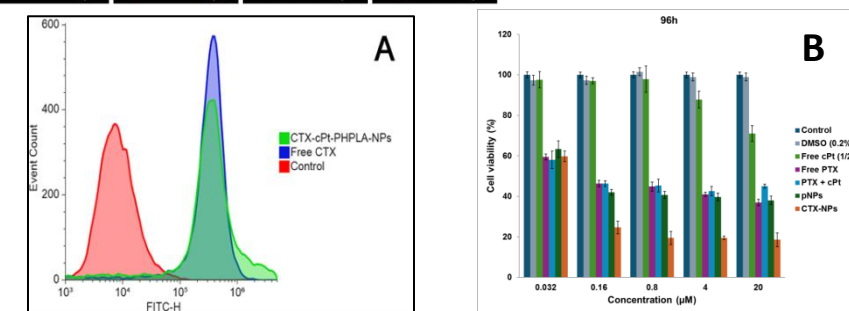 A
600
400
200
0
Event Count
10³ 10⁴ 10⁵ 10⁶
FITC-H
CTX-cPt-PHPLA-NPs
Free CTX
Control
96h
B
120
100
80
60
40
20
0
Cell viability (%)
0.032 0.16 0.8 4 20
Concentration (μM)
Control
DMSO (0.2%
Free cPt (1/2
Free PTX
PTX + cPt
pNPs
CTX-NPs